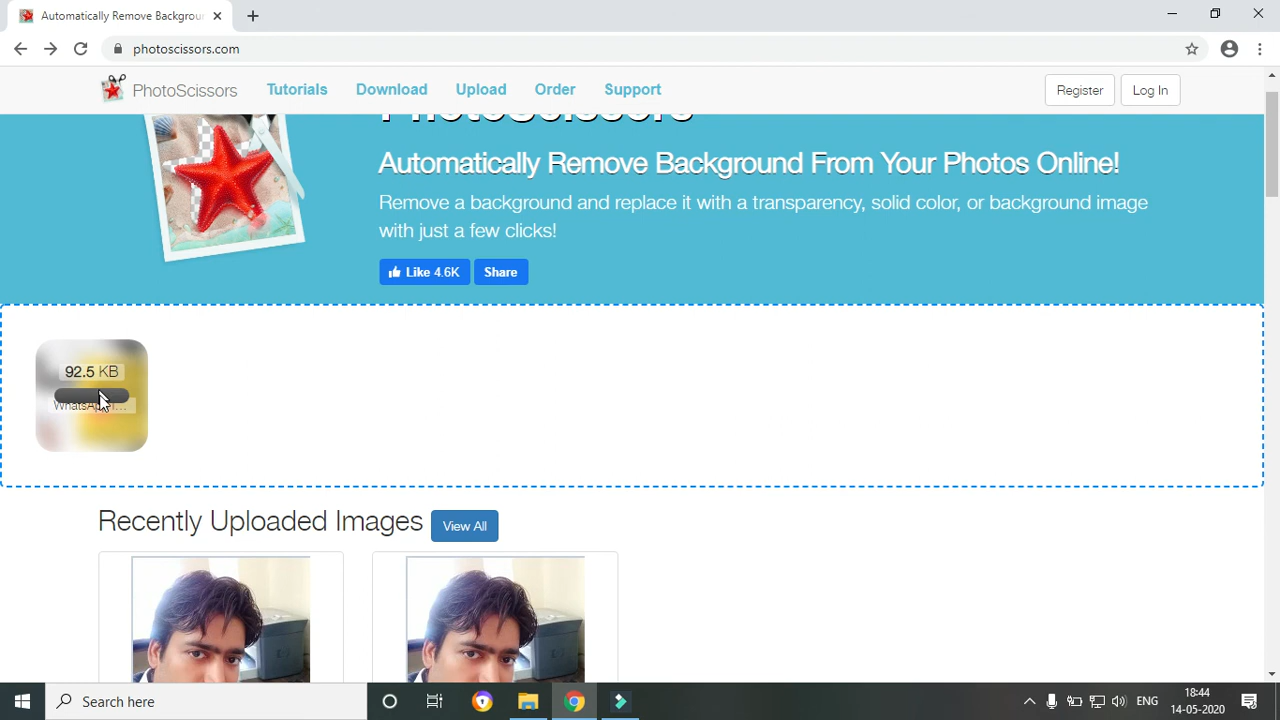 Automatically Remove Backgrou
photoscissors.com
PhotoScissors Tutorials Download Upload Order Support Register Log In
PhotoScissors
Automatically Remove Background From Your Photos Online!
Remove a background and replace it with a transparency, solid color, or background image
with just a few clicks!
Like 4.6K Share
92.5 KB
Recently Uploaded Images View All
Search here
ENG
18:44
14-05-2020